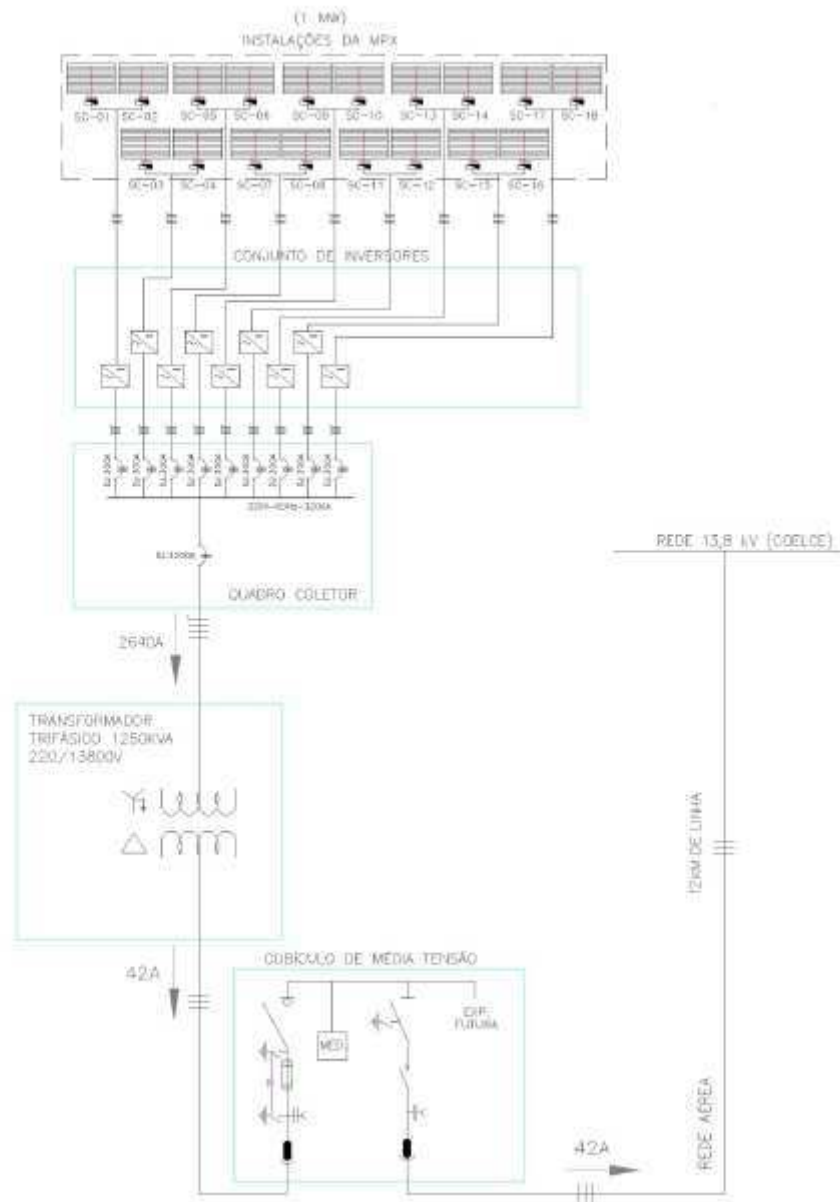 (1 MW)
INSTALAÇÕES DA MPX
SC-01 SC-02 SC-05 SC-06 SC-09 SC-10 SC-13 SC-14 SC-17 SC-18
SC-03 SC-04 SC-07 SC-08 SC-11 SC-12 SC-15 SC-16
CONJUNTO DE INVERSORES
QUADRO COLETOR
REDE 13,8 kV (COELCE)
2640A
TRANSFORMADOR
TRIFÁSICO 1250KVA
220/13800V
12KM DE LINHA
42A
CUBÍCULO DE MÉDIA TENSÃO
MED
EXP.
FUTURA
42A
REDE AÉREA